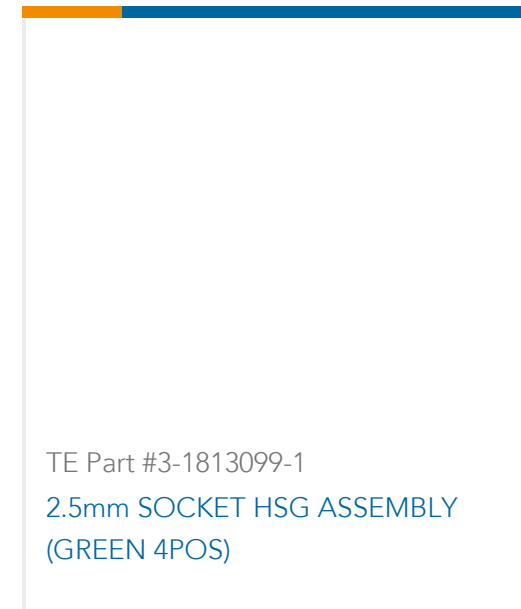 TE Part #3-1813099-1
2.5mm SOCKET HSG ASSEMBLY
(GREEN 4POS)